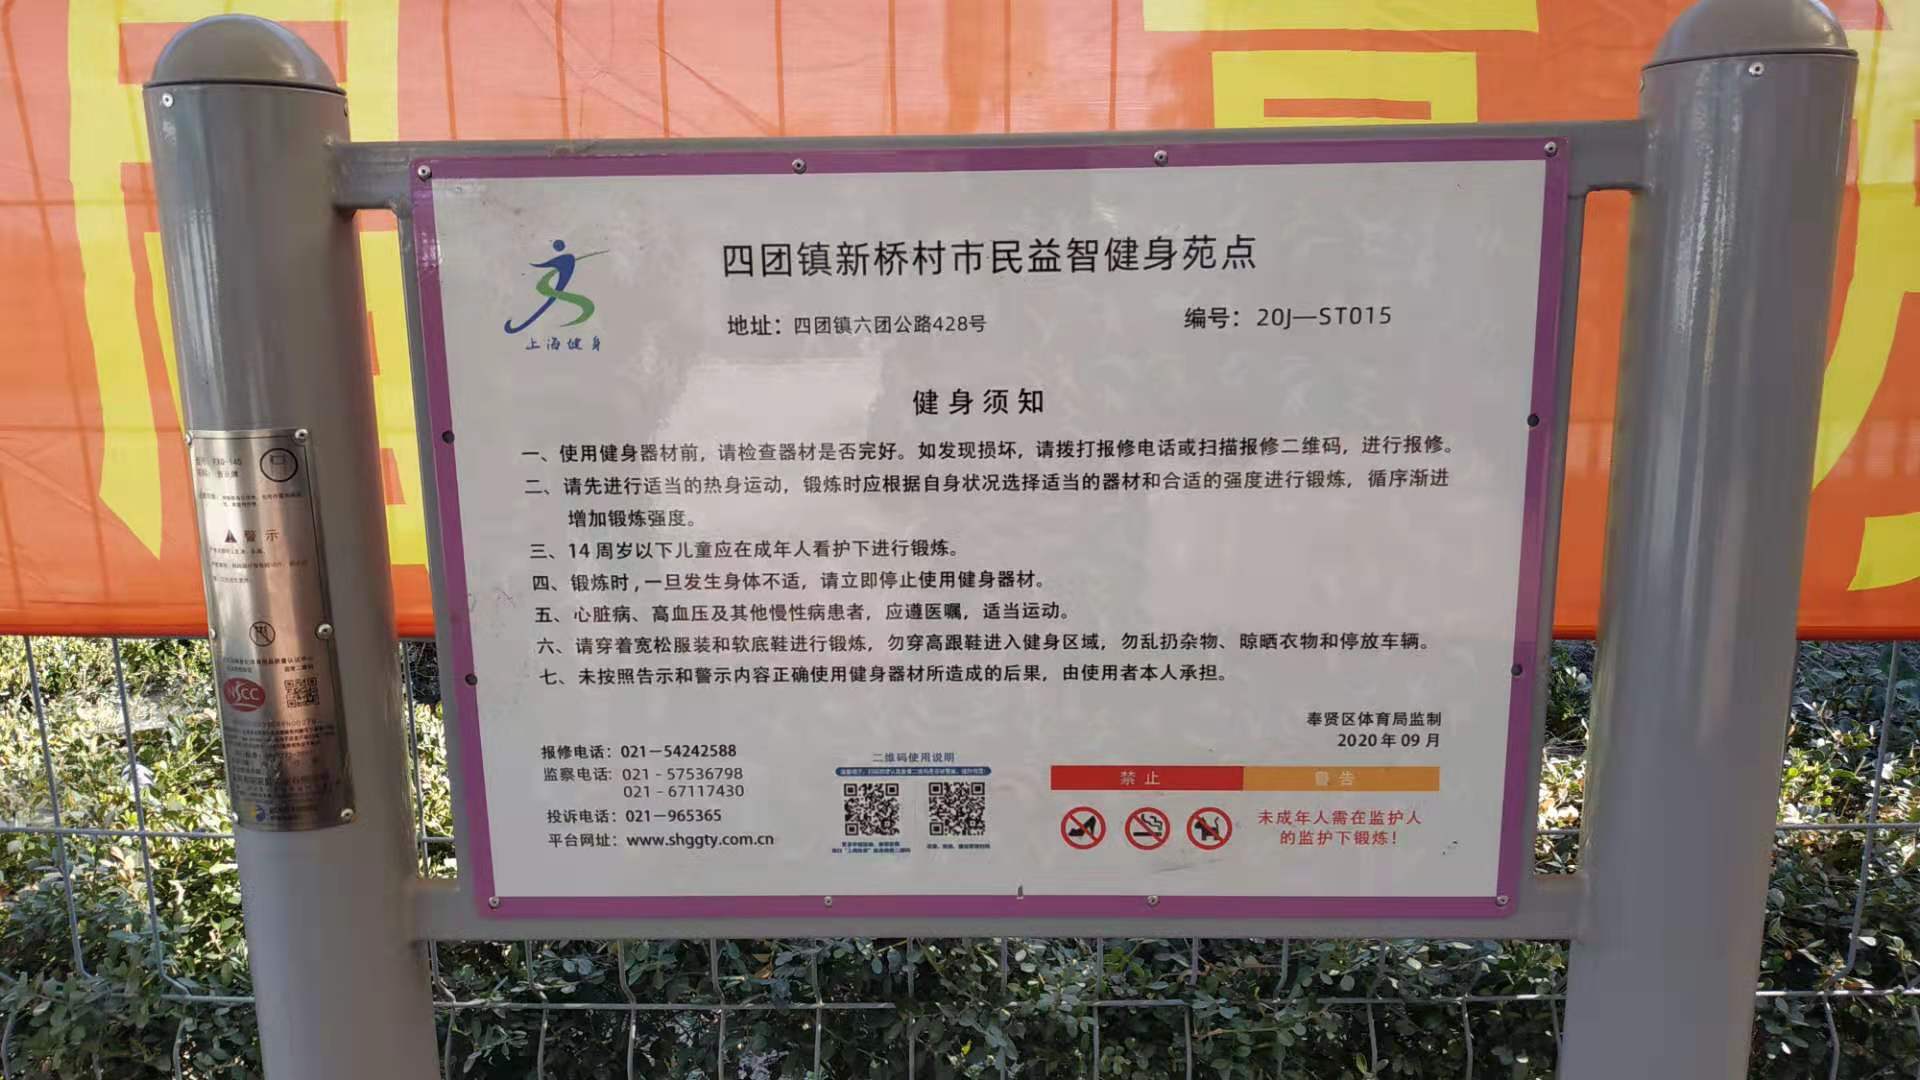 上海健身
四团镇新桥村市民益智健身苑点
地址：四团镇六团公路428号
编号：20J—ST015
健身须知
一、使用健身器材前，请检查器材是否完好。如发现损坏，请拨打报修电话或扫描报修二维码，进行报修。
二、请先进行适当的热身运动，锻炼时应根据自身状况选择适当的器材和合适的强度进行锻炼，循序渐进
增加锻炼强度。
三、14周岁以下儿童应在成年人看护下进行锻炼。
四、锻炼时，一旦发生身体不适，请立即停止使用健身器材。
五、心脏病、高血压及其他慢性病患者，应遵医嘱，适当运动。
六、请穿着宽松服装和软底鞋进行锻炼，勿穿高跟鞋进入健身区域，勿乱扔杂物、晾晒衣物和停放车辆。
七、未按照告示和警示内容正确使用健身器材所造成的后果，由使用者本人承担。
奉贤区体育局监制
2020年09月
报修电话：021－54242588
监察电话：021 - 57536798
021 - 67117430
投诉电话：021－965365
平台网址：www.shggty.com.cn
二维码使用说明
禁止
警告
未成年人需在监护人
的监护下锻炼！
警示
NSCC